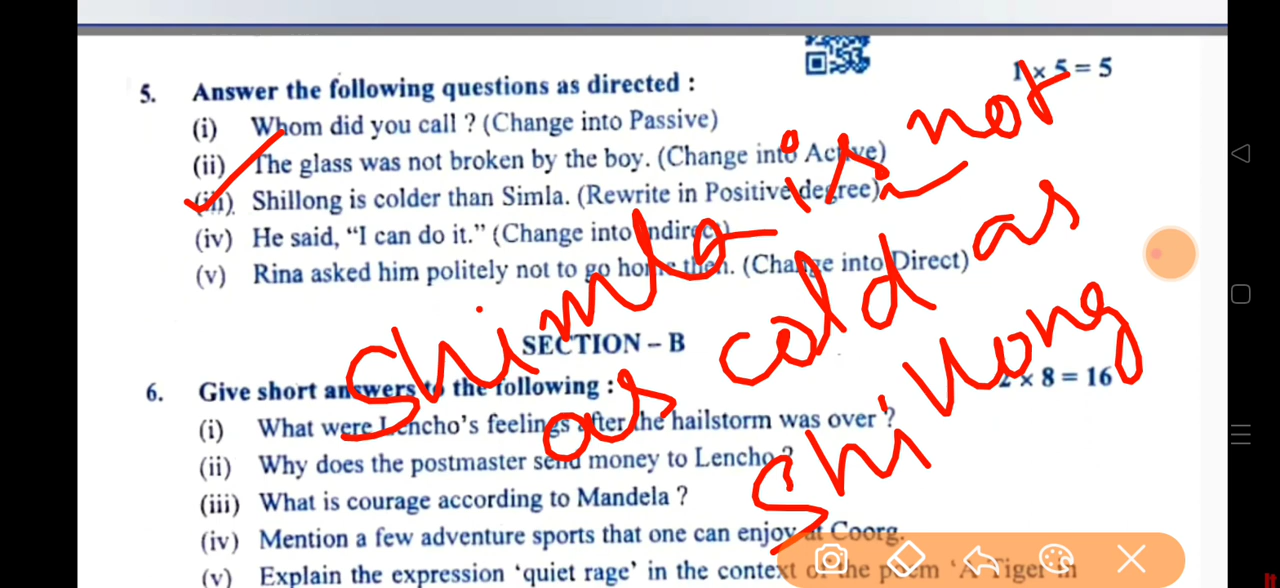 1 × 5 = 5
5. Answer the following questions as directed :
(i) Whom did you call ? (Change into Passive)
(ii) The glass was not broken by the boy. (Change into Active)
(iii) Shillong is colder than Simla. (Rewrite in Positive degree)
(iv) He said, “I can do it.” (Change into Indirect)
(v) Rina asked him politely not to go home then. (Change into Direct)
shimla is not
as cold as
shillong
SECTION – B
6. Give short answers to the following : 2 × 8 = 16
(i) What were Lencho’s feelings after the hailstorm was over ?
(ii) Why does the postmaster send money to Lencho ?
(iii) What is courage according to Mandela ?
(iv) Mention a few adventure sports that one can enjoy at Coorg.
(v) Explain the expression ‘quiet rage’ in the context of the poem ‘A Tiger in